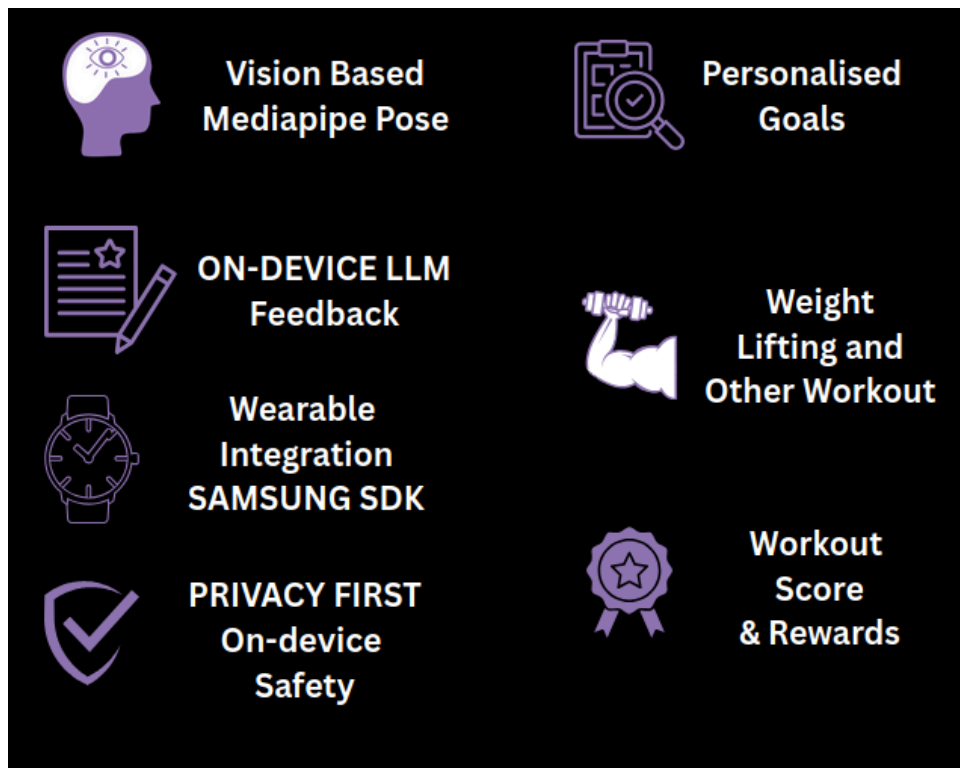 Vision Based
Mediapipe Pose
ON-DEVICE LLM
Feedback
Wearable
Integration
SAMSUNG SDK
PRIVACY FIRST
On-device
Safety
Personalised
Goals
Weight
Lifting and
Other Workout
Workout
Score
& Rewards